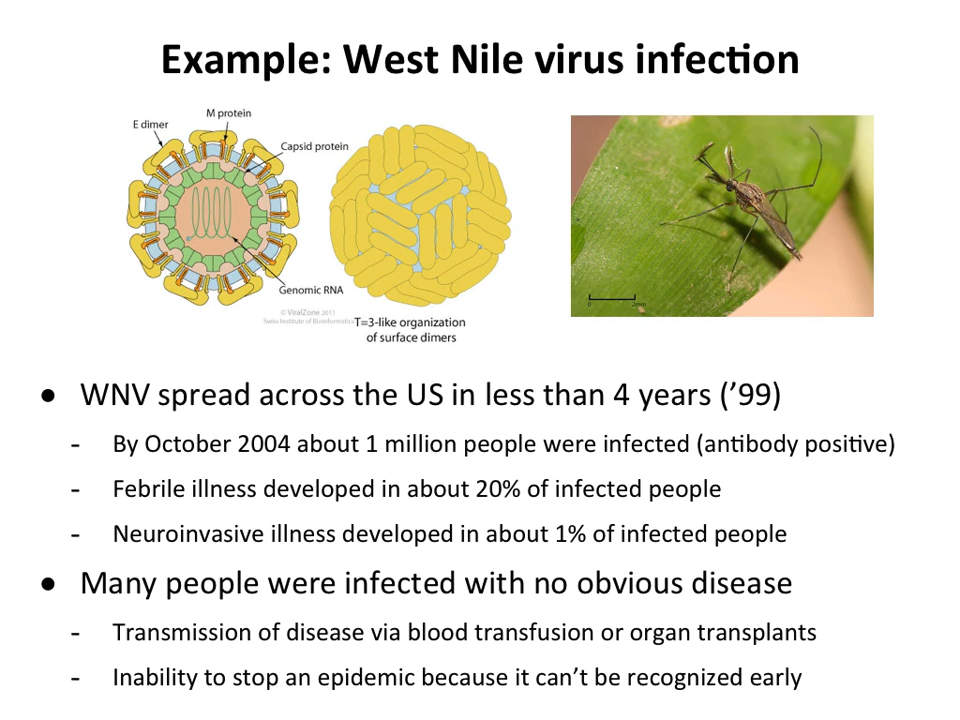 Example: West Nile virus infection
M protein
E dimer
Capsid protein
Genomic RNA
© ViralZone 2011
Swiss Institute of Bioinformatics
T=3-like organization
of surface dimers
0 2mm
● WNV spread across the US in less than 4 years (’99)
- By October 2004 about 1 million people were infected (antibody positive)
- Febrile illness developed in about 20% of infected people
- Neuroinvasive illness developed in about 1% of infected people
● Many people were infected with no obvious disease
- Transmission of disease via blood transfusion or organ transplants
- Inability to stop an epidemic because it can’t be recognized early